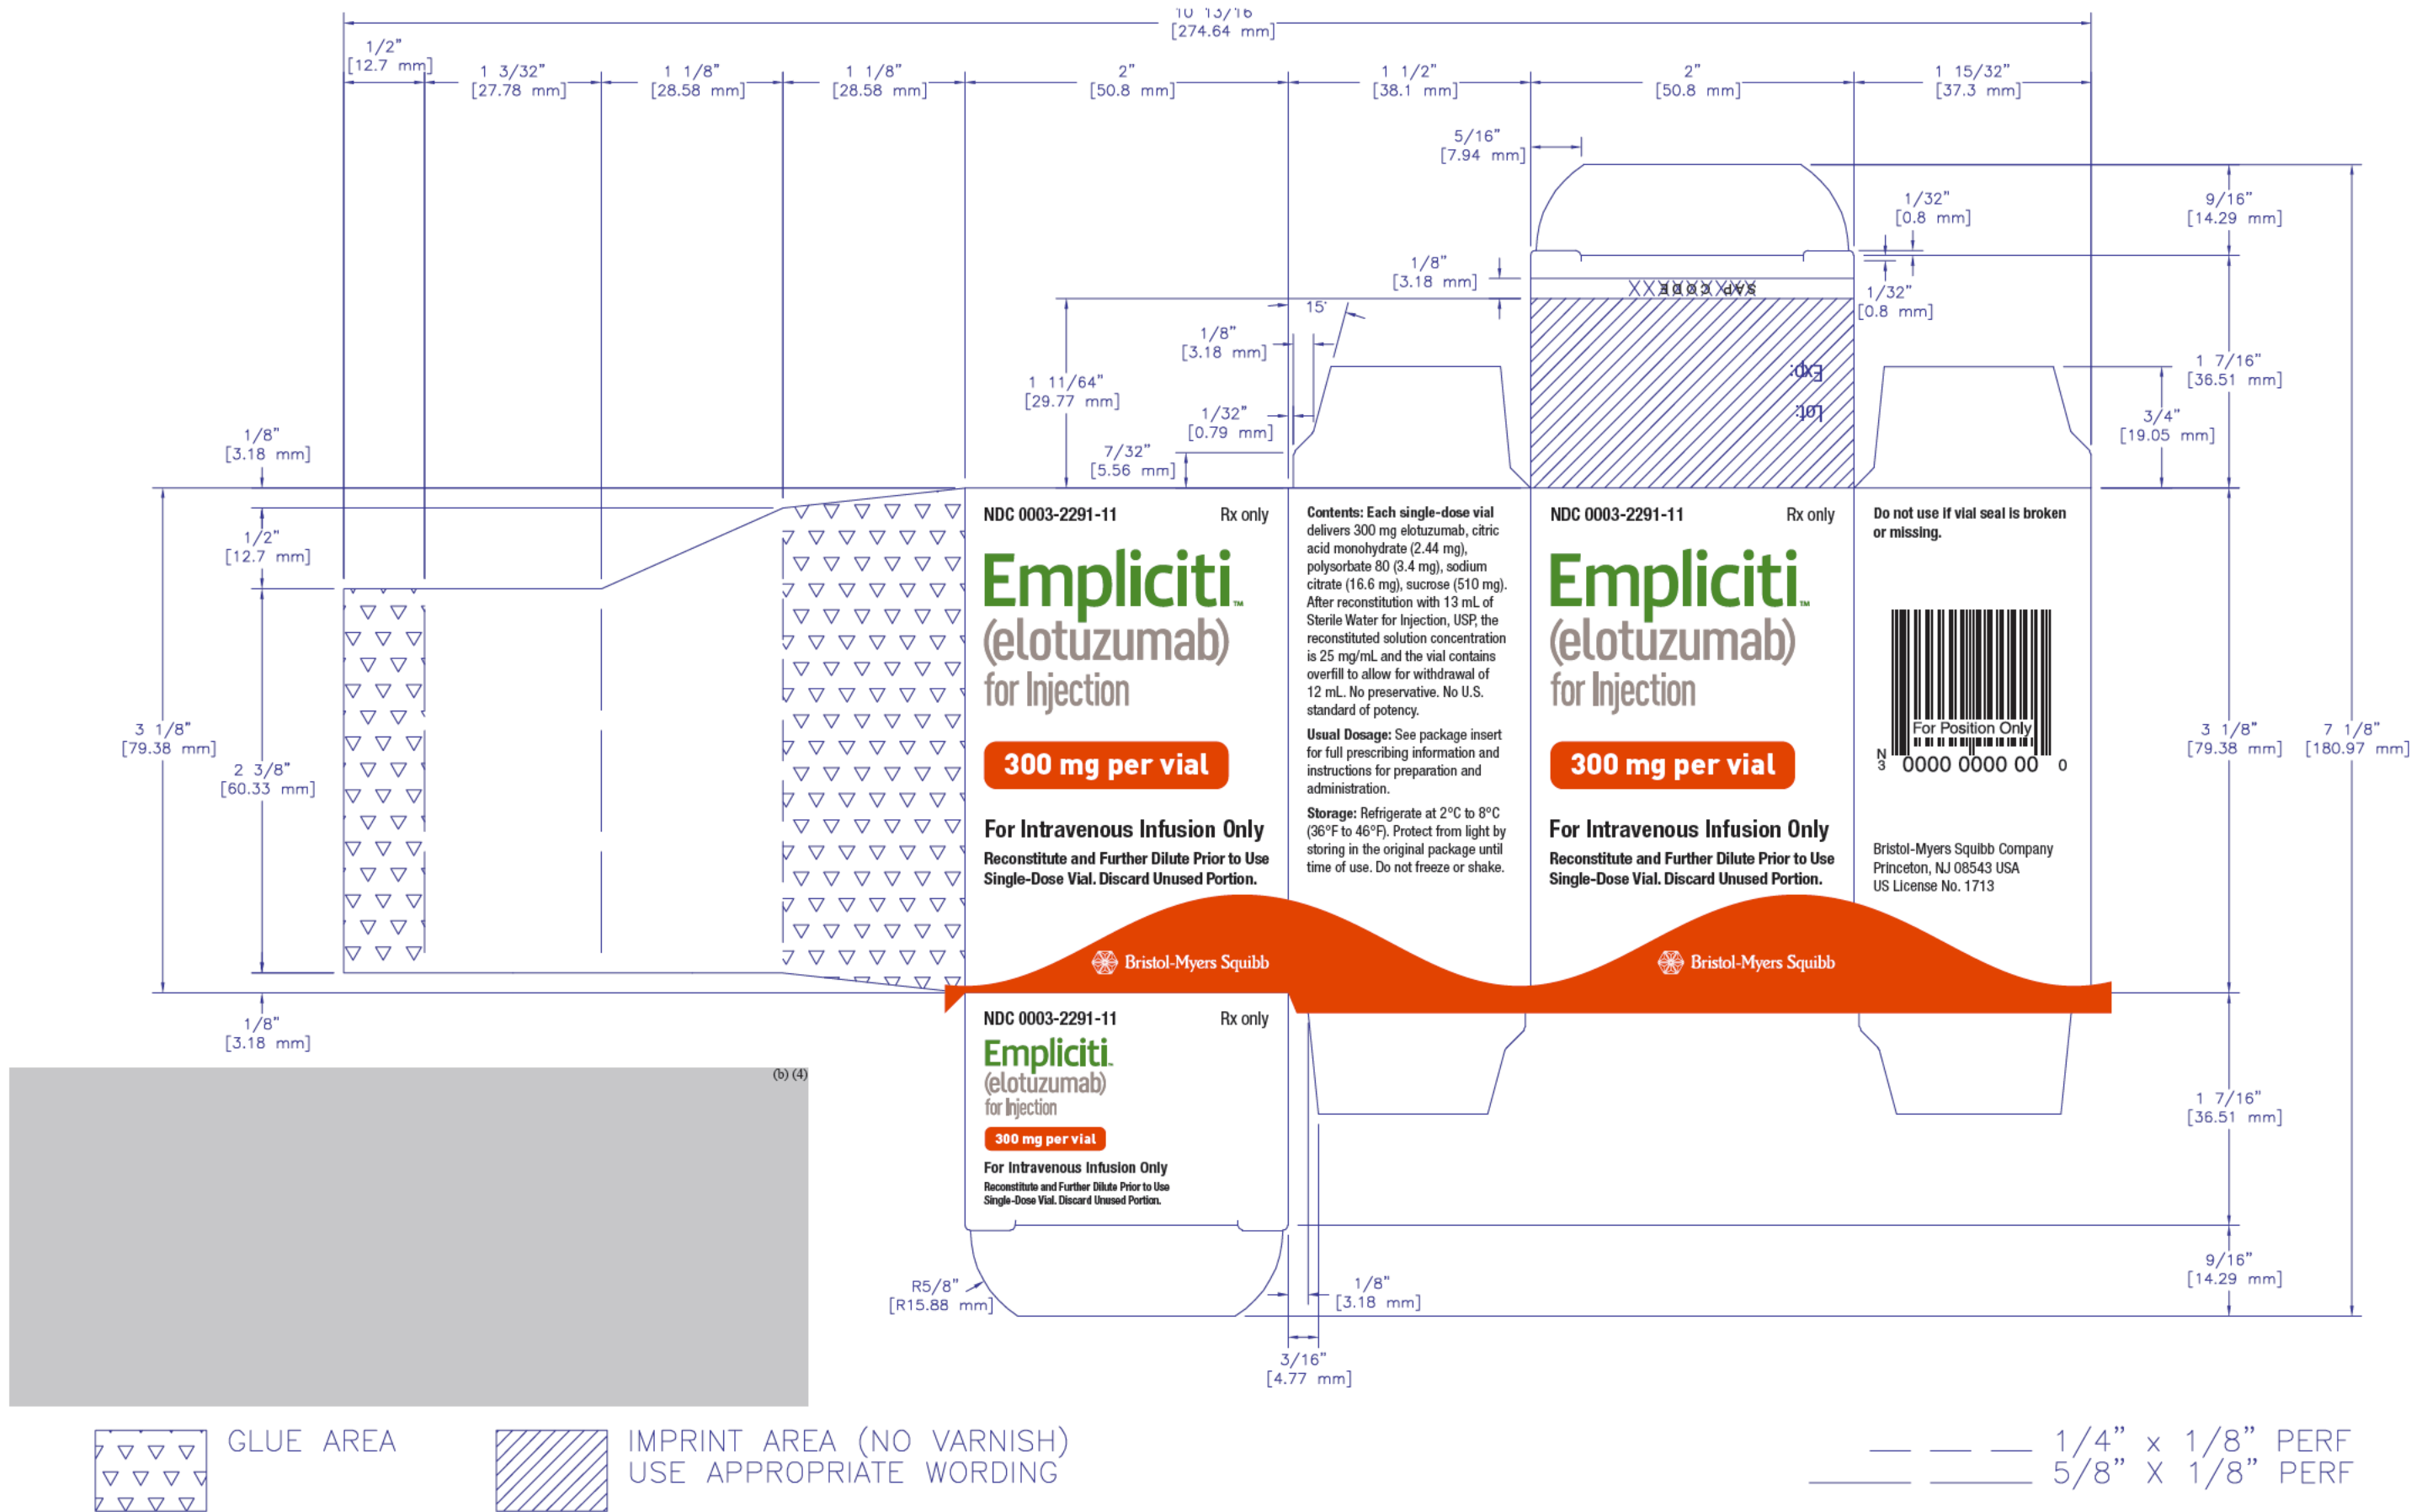 10 13/16"
[274.64 mm]
1/2"
[12.7 mm]
1 3/32"
[27.78 mm]
1 1/8"
[28.58 mm]
1 1/8"
[28.58 mm]
2"
[50.8 mm]
1 1/2"
[38.1 mm]
2"
[50.8 mm]
1 15/32"
[37.3 mm]
5/16"
[7.94 mm]
1/32"
[0.8 mm]
9/16"
[14.29 mm]
1/8"
[3.18 mm]
SAP CODE
1/32"
[0.8 mm]
15°
1/8"
[3.18 mm]
1 11/64"
[29.77 mm]
1/32"
[0.79 mm]
7/32"
[5.56 mm]
Exp:
Lot:
1 7/16"
[36.51 mm]
3/4"
[19.05 mm]
1/8"
[3.18 mm]
1/2"
[12.7 mm]
3 1/8"
[79.38 mm]
2 3/8"
[60.33 mm]
1/8"
[3.18 mm]
NDC 0003-2291-11 Rx only
Empliciti™
(elotuzumab)
for Injection
300 mg per vial
For Intravenous Infusion Only
Reconstitute and Further Dilute Prior to Use
Single-Dose Vial. Discard Unused Portion.
Bristol-Myers Squibb
Contents: Each single-dose vial
delivers 300 mg elotuzumab, citric
acid monohydrate (2.44 mg),
polysorbate 80 (3.4 mg), sodium
citrate (16.6 mg), sucrose (510 mg).
After reconstitution with 13 mL of
Sterile Water for Injection, USP, the
reconstituted solution concentration
is 25 mg/mL and the vial contains
overfill to allow for withdrawal of
12 mL. No preservative. No U.S.
standard of potency.
Usual Dosage: See package insert
for full prescribing information and
instructions for preparation and
administration.
Storage: Refrigerate at 2°C to 8°C
(36°F to 46°F). Protect from light by
storing in the original package until
time of use. Do not freeze or shake.
NDC 0003-2291-11 Rx only
Empliciti™
(elotuzumab)
for Injection
300 mg per vial
For Intravenous Infusion Only
Reconstitute and Further Dilute Prior to Use
Single-Dose Vial. Discard Unused Portion.
Bristol-Myers Squibb
Do not use if vial seal is broken
or missing.
For Position Only
N
3 0000 0000 00 0
Bristol-Myers Squibb Company
Princeton, NJ 08543 USA
US License No. 1713
3 1/8"
[79.38 mm]
7 1/8"
[180.97 mm]
NDC 0003-2291-11 Rx only
Empliciti™
(elotuzumab)
for Injection
300 mg per vial
For Intravenous Infusion Only
Reconstitute and Further Dilute Prior to Use
Single-Dose Vial. Discard Unused Portion.
(b) (4)
1 7/16"
[36.51 mm]
9/16"
[14.29 mm]
R5/8"
[R15.88 mm]
1/8"
[3.18 mm]
3/16"
[4.77 mm]
GLUE AREA
IMPRINT AREA (NO VARNISH)
USE APPROPRIATE WORDING
1/4" x 1/8" PERF
5/8" X 1/8" PERF